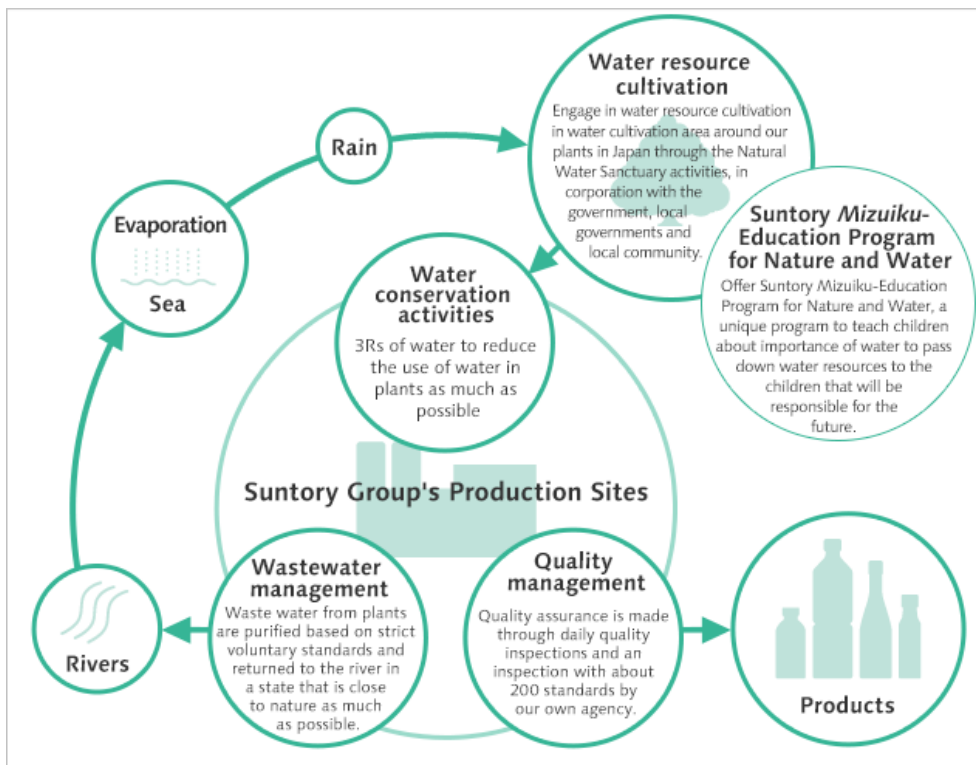 Water resource
cultivation
Engage in water resource cultivation
in water cultivation area around our
plants in Japan through the Natural
Water Sanctuary activities, in
corporation with the
government, local
governments and
local community.
Rain
Suntory Mizuiku-
Education Program
for Nature and Water
Offer Suntory Mizuiku-Education
Program for Nature and Water, a
unique program to teach children
about importance of water to pass
down water resources to the
children that will be
responsible for the
future.
Evaporation
Sea
Water
conservation
activities
3Rs of water to reduce
the use of water in
plants as much as
possible
Suntory Group's Production Sites
Wastewater
management
Waste water from plants
are purified based on strict
voluntary standards and
returned to the river in
a state that is close
to nature as much
as possible.
Quality
management
Quality assurance is made
through daily quality
inspections and an
inspection with about
200 standards by
our own agency.
Rivers
Products